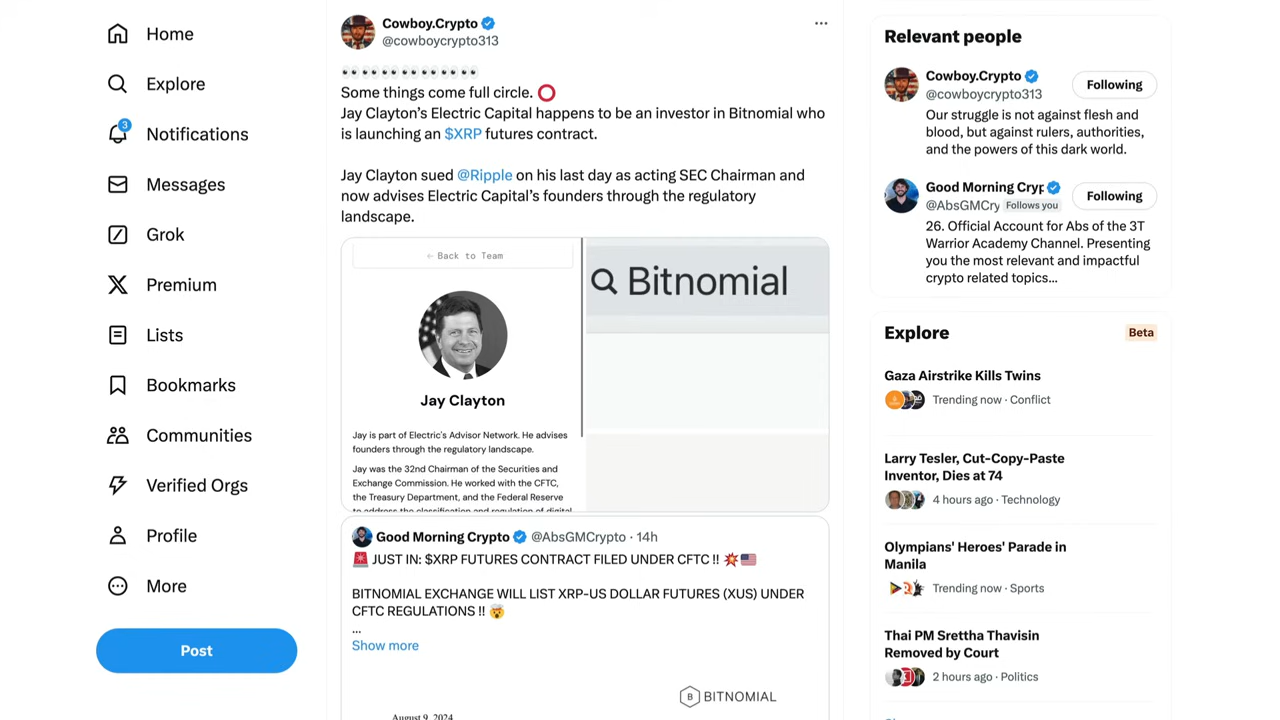 Home
Explore
3
Notifications
Messages
Grok
Premium
Lists
Bookmarks
Communities
Verified Orgs
Profile
More
Post
Cowboy.Crypto
@cowboycrypto313
Some things come full circle. ⭕
Jay Clayton’s Electric Capital happens to be an investor in Bitnomial who
is launching an $XRP futures contract.
Jay Clayton sued @Ripple on his last day as acting SEC Chairman and
now advises Electric Capital’s founders through the regulatory
landscape.
← Back to Team
Jay Clayton
Jay is part of Electric's Advisor Network. He advises
founders through the regulatory landscape.
Jay was the 32nd Chairman of the Securities and
Exchange Commission. He worked with the CFTC,
the Treasury Department, and the Federal Reserve
to address the classification and regulation of digital
Bitnomial
Good Morning Crypto @AbsGMCrypto · 14h
🚨 JUST IN: $XRP FUTURES CONTRACT FILED UNDER CFTC !! 💥🇺🇸
BITNOMIAL EXCHANGE WILL LIST XRP-US DOLLAR FUTURES (XUS) UNDER
CFTC REGULATIONS !! 🤯
...
Show more
B BITNOMIAL
August 9, 2024
Relevant people
Cowboy.Crypto
@cowboycrypto313
Following
Our struggle is not against flesh and
blood, but against rulers, authorities,
and the powers of this dark world.
Good Morning Cryp
@AbsGMCry Follows you
Following
26. Official Account for Abs of the 3T
Warrior Academy Channel. Presenting
you the most relevant and impactful
crypto related topics…
Explore
Beta
Gaza Airstrike Kills Twins
Trending now · Conflict
Larry Tesler, Cut-Copy-Paste
Inventor, Dies at 74
4 hours ago · Technology
Olympians' Heroes' Parade in
Manila
Trending now · Sports
Thai PM Srettha Thavisin
Removed by Court
2 hours ago · Politics